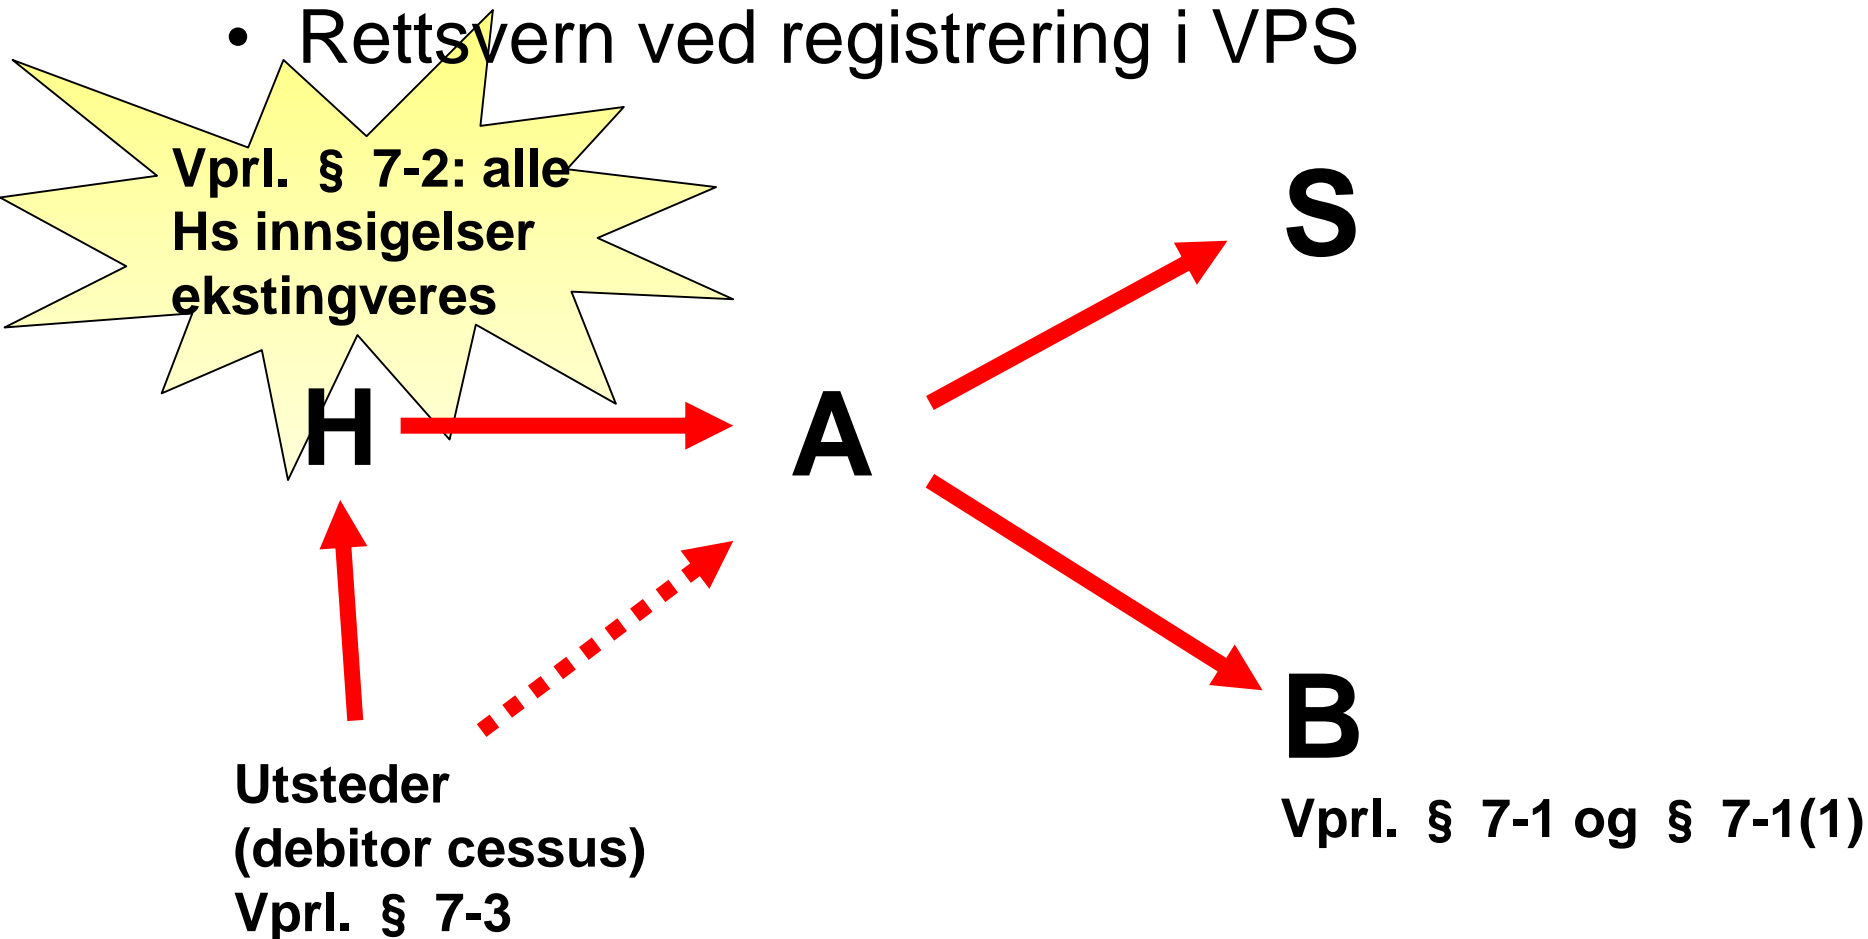 • Rettsvern ved registrering i VPS
Vprl. § 7-2: alle
Hs innsigelser
ekstingveres
S
H
A
B
Utsteder
(debitor cessus)
Vprl. § 7-3
Vprl. § 7-1 og § 7-1(1)